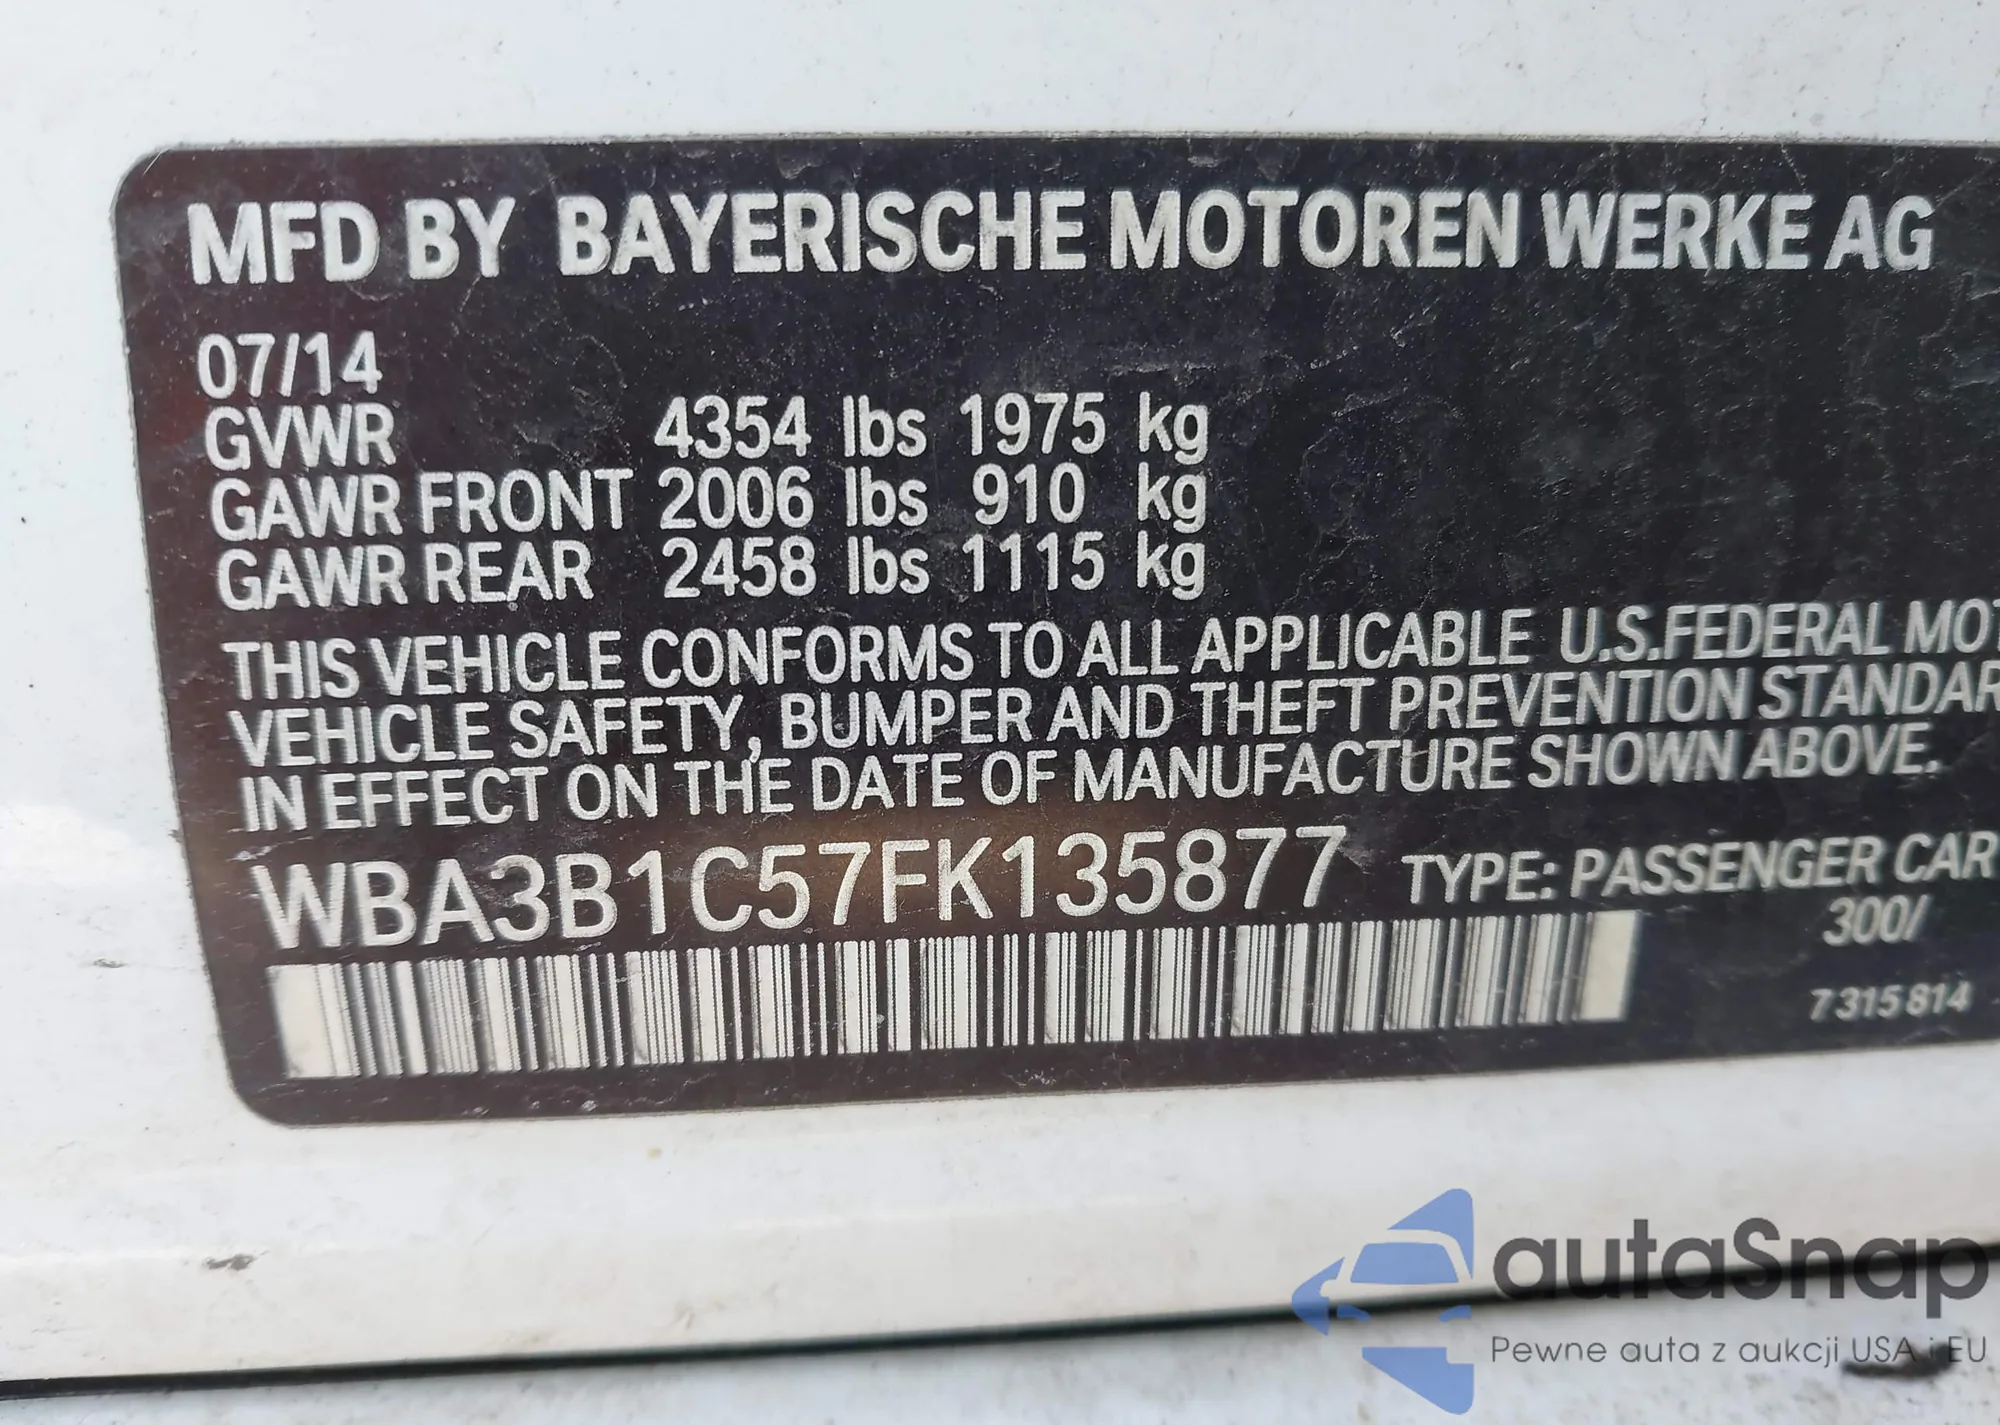 MFD BY BAYERISCHE MOTOREN WERKE AG
07/14
GVWR 4354 lbs 1975 kg
GAWR FRONT 2006 lbs 910 kg
GAWR REAR 2458 lbs 1115 kg
THIS VEHICLE CONFORMS TO ALL APPLICABLE U.S.FEDERAL MOT
VEHICLE SAFETY, BUMPER AND THEFT PREVENTION STANDAR
IN EFFECT ON THE DATE OF MANUFACTURE SHOWN ABOVE.
WBA3B1C57FK135877 TYPE: PASSENGER CAR
300/
7 315 814
autaSnap
Pewne auta z aukcji USA i EU